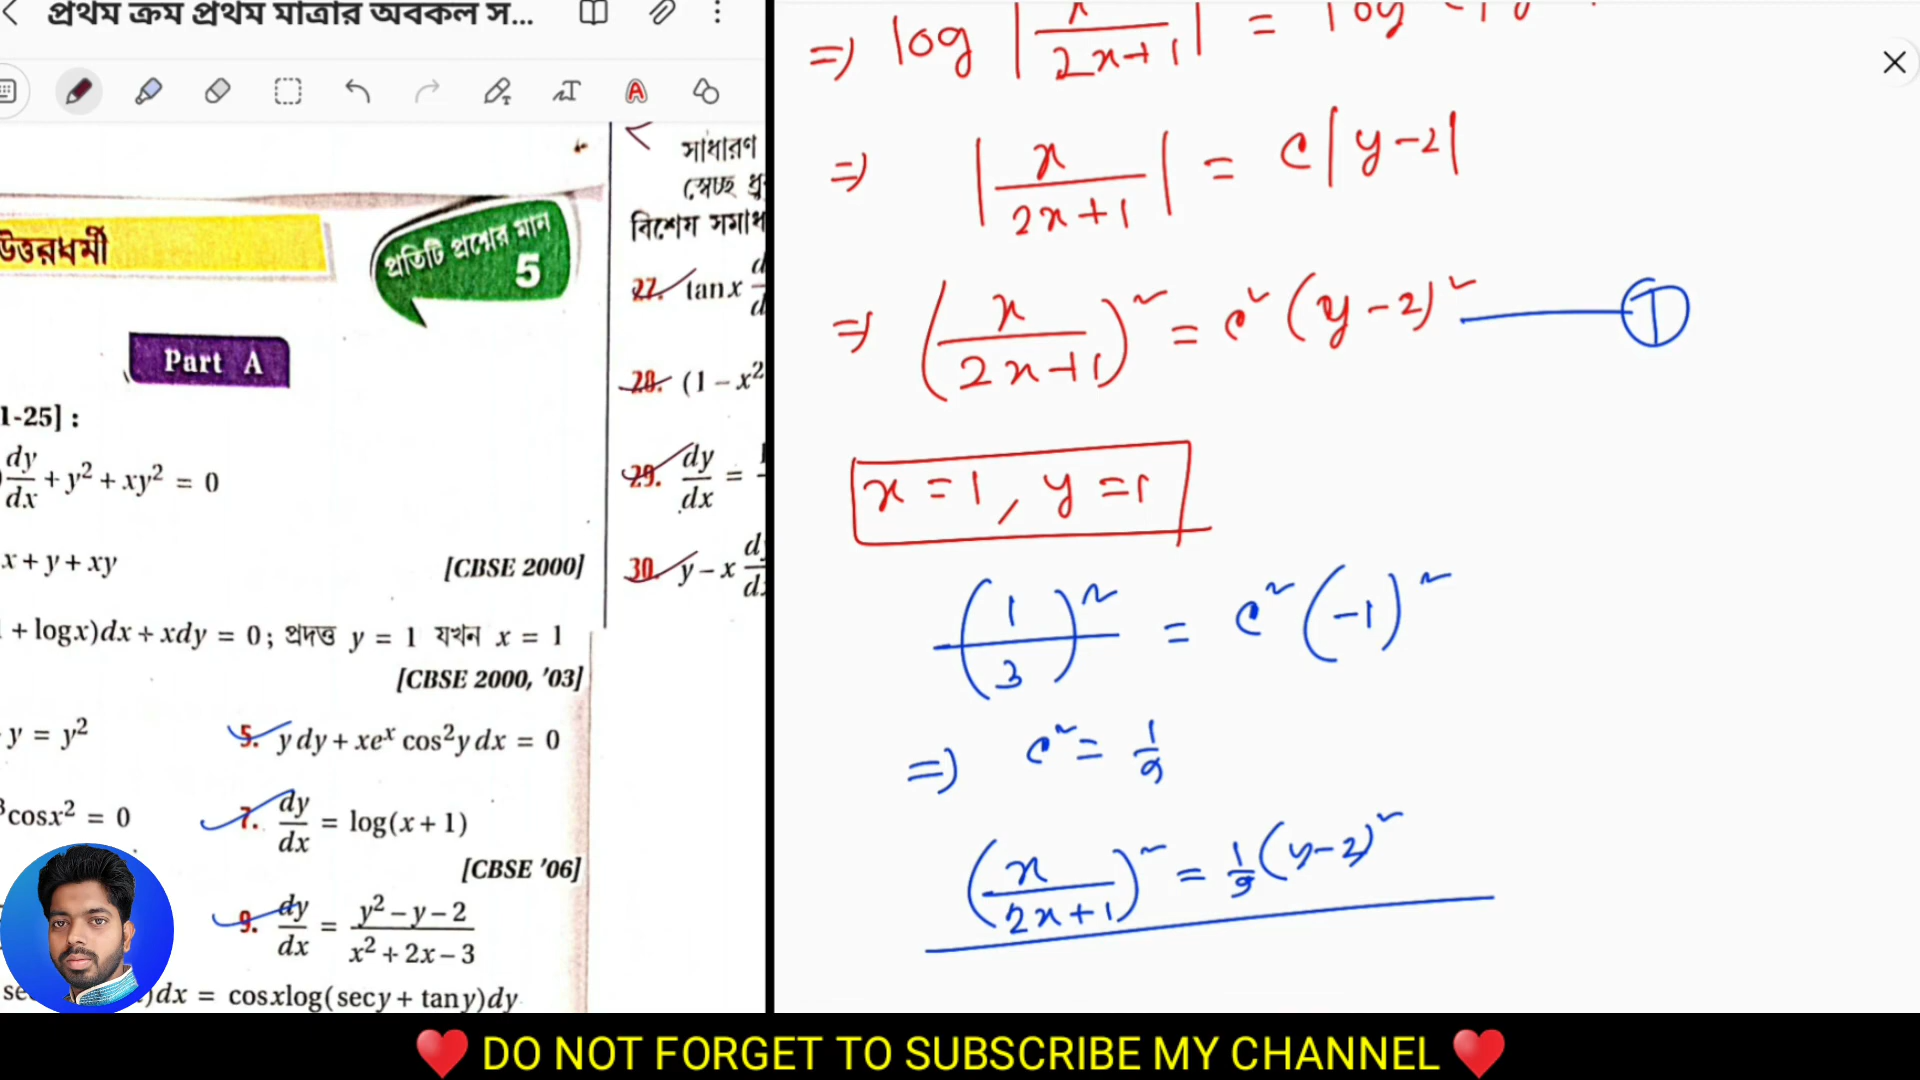 প্রথম ক্রম প্রথম মাত্রার অবকল স...
উত্তরধর্মী
প্রতিটি প্রশ্নের মান
5
Part A
1-25] :
dy/dx + y² + xy² = 0
x + y + xy
[CBSE 2000]
+ logx)dx + xdy = 0; প্রদত্ত y = 1 যখন x = 1
[CBSE 2000, '03]
y = y²
5. y dy + xeˣ cos²y dx = 0
cosx² = 0
7. dy/dx = log(x + 1)
[CBSE '06]
9. dy/dx = (y² – y – 2)/(x² + 2x – 3)
)dx = cosxlog(secy + tany)dy
সাধারণ
স্বেচ্ছ
বিশেষ
27. tanx
28. (1 – x²
29. dy/dx =
30. y – x
⇒ log |x/(2x+1)| = log
⇒ |x/(2x+1)| = c|y-2|
⇒ (x/(2x+1))² = c²(y-2)² — ①
x = 1, y = 1
(1/3)² = c²(-1)²
⇒ c² = 1/9
(x/(2x+1))² = 1/9 (y-2)²
❤️ DO NOT FORGET TO SUBSCRIBE MY CHANNEL ❤️